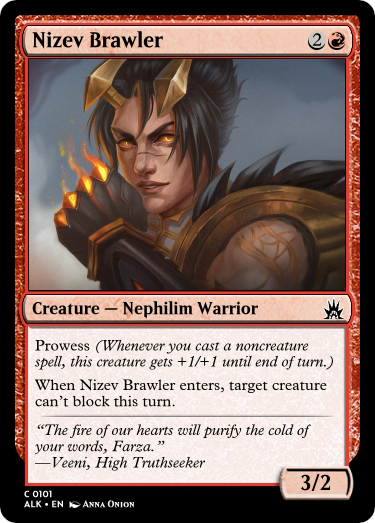 Nizev Brawler 2
Creature — Nephilim Warrior
Prowess (Whenever you cast a noncreature
spell, this creature gets +1/+1 until end of turn.)
When Nizev Brawler enters, target creature
can't block this turn.
“The fire of our hearts will purify the cold of
your words, Farza.”
—Veeni, High Truthseeker
3/2
C 0101
ALK • EN Anna Onion